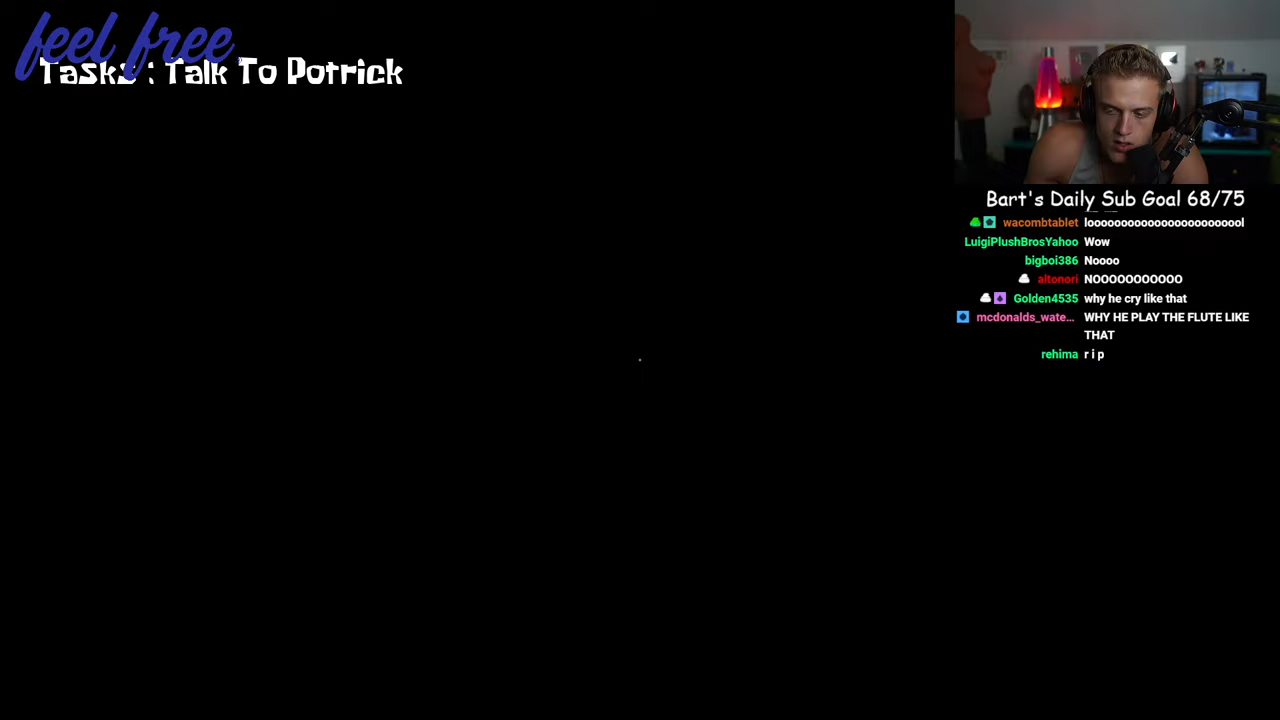 feel free
Tasks : Talk To Potrick
Bart's Daily Sub Goal 68/75
wacombtablet looooooooooooooooooooooool
LuigiPlushBrosYahoo Wow
bigboi386 Noooo
altonori NOOOOOOOOOOO
Golden4535 why he cry like that
mcdonalds_wate... WHY HE PLAY THE FLUTE LIKE
THAT
rehima r i p